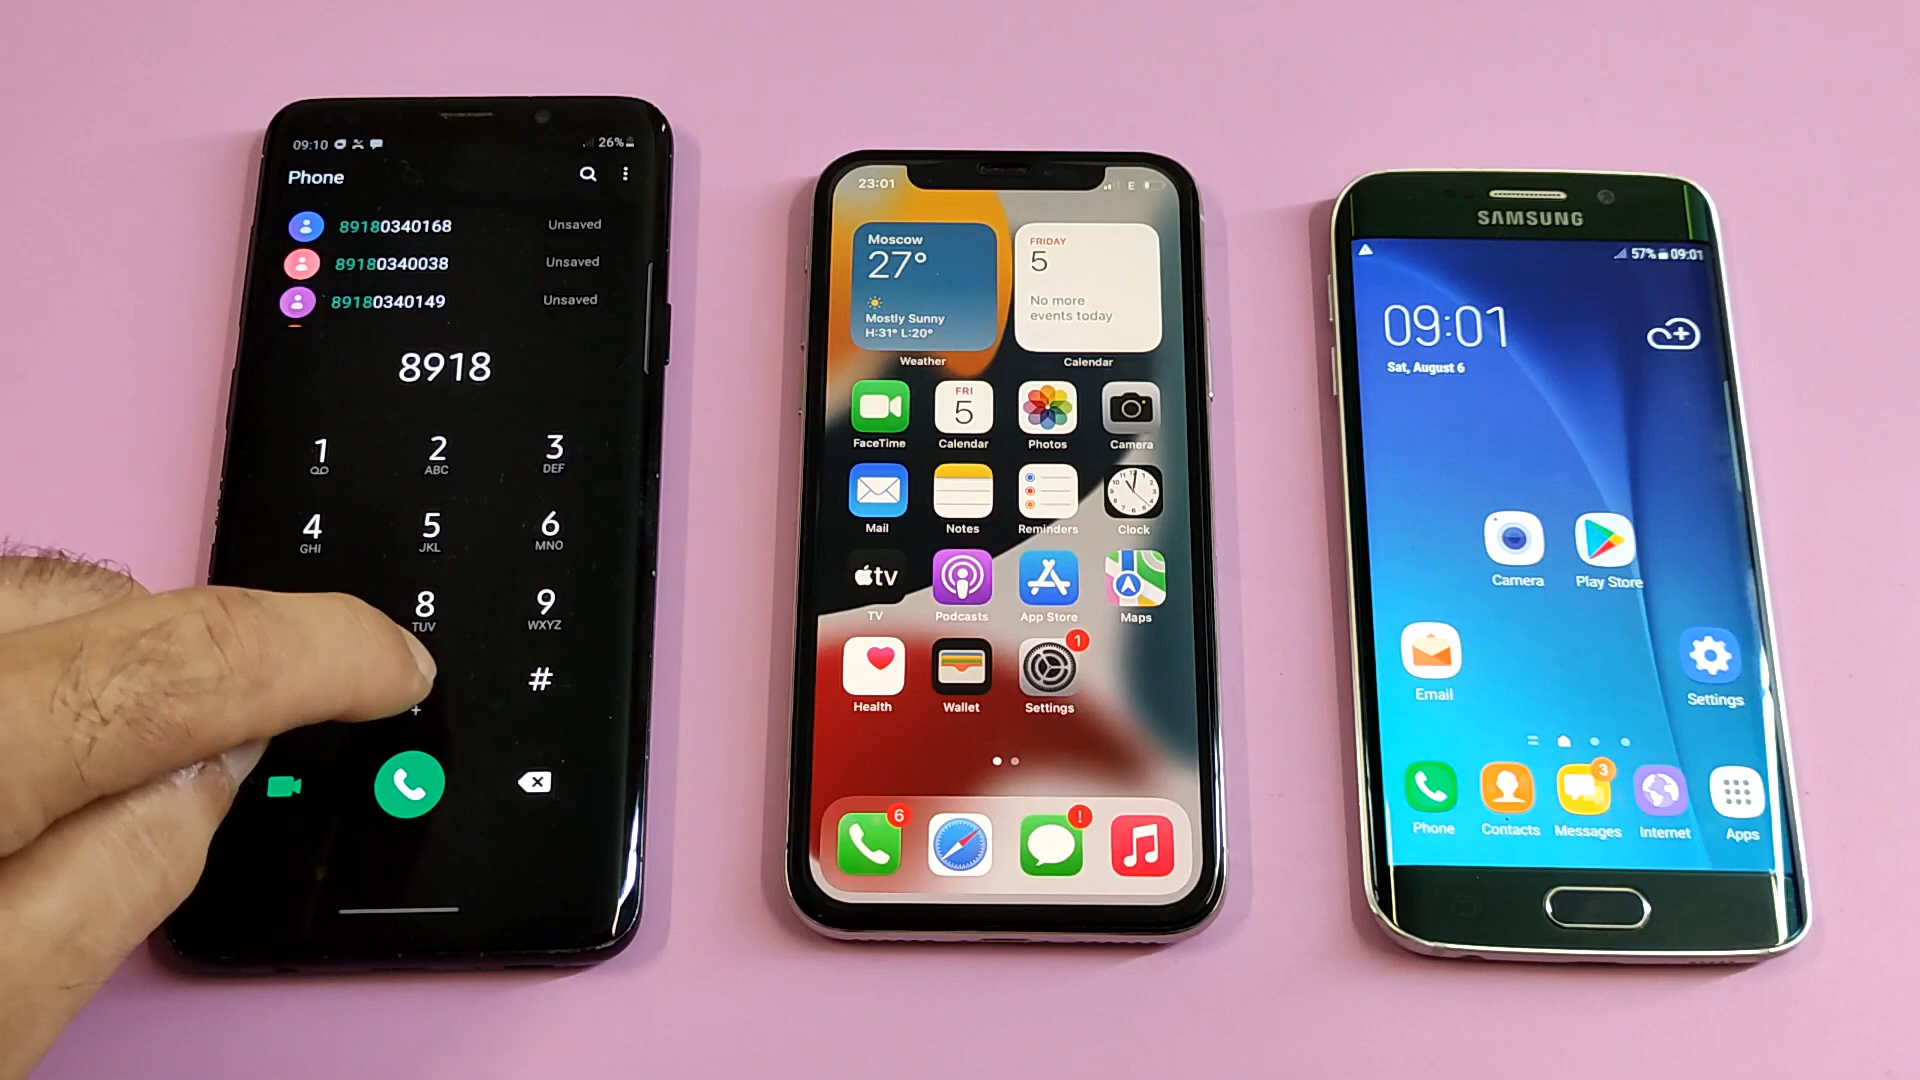 09:10
26%
Phone
89180340168 Unsaved
89180340038 Unsaved
89180340149 Unsaved
8918
1
2 ABC
3 DEF
4 GHI
5 JKL
6 MNO
8 TUV
9 WXYZ
#
+
23:01
E
Moscow
27°
Mostly Sunny
H:31° L:20°
Weather
FRIDAY
5
No more
events today
Calendar
FaceTime
FRI
5
Calendar
Photos
Camera
Mail
Notes
Reminders
Clock
tv
TV
Podcasts
App Store
Maps
Health
Wallet
1
Settings
6
!
SAMSUNG
57% 09:01
09:01
Sat, August 6
Camera
Play Store
Email
Settings
Phone
Contacts
3
Messages
Internet
Apps